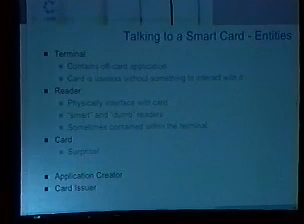 Talking to a Smart Card - Entities
Terminal
Contains off-card application
Card is useless without something to interact with it
Reader
Physically interface with card
"smart" and "dumb" readers
Sometimes contained within the terminal
Card
Surprise!
Application Creator
Card Issuer